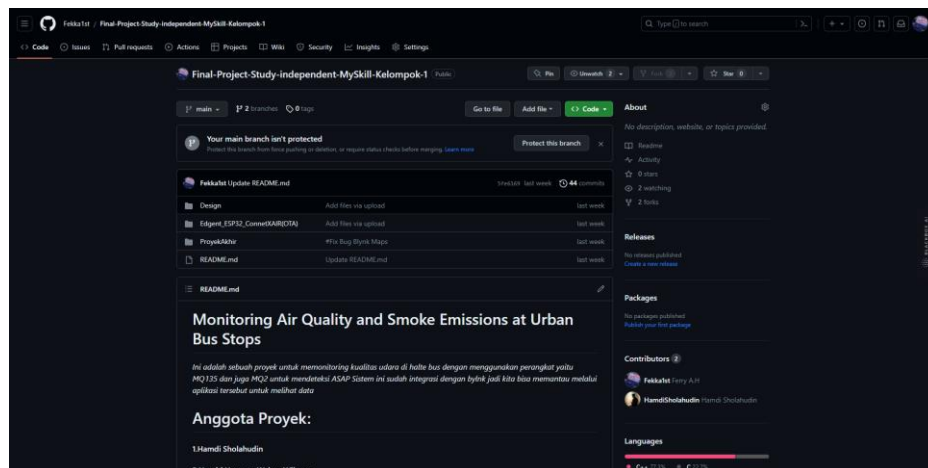 Fekka1st / Final-Project-Study-independent-MySkill-Kelompok-1
Type / to search
Code Issues Pull requests Actions Projects Wiki Security Insights Settings
Final-Project-Study-independent-MySkill-Kelompok-1 Public
Pin Unwatch 2 Fork Star 0
main 2 branches 0 tags
Go to file Add file Code
Your main branch isn't protected
Protect this branch from force pushing or deletion, or require status checks before merging. Learn more
Protect this branch
Fekka1st Update README.md
last week 44 commits
Design Add files via upload last week
Edgent_ESP32_ConnetXAIR(OTA) Add files via upload last week
ProyekAkhir #Fix Bug Blynk Maps last week
README.md Update README.md last week
README.md
Monitoring Air Quality and Smoke Emissions at Urban
Bus Stops
Ini adalah sebuah proyek untuk memonitoring kualitas udara di halte bus dengan menggunakan perangkat yaitu
MQ135 dan juga MQ2 untuk mendeteksi ASAP Sistem ini sudah integrasi dengan bylnk jadi kita bisa memantau melalui
aplikasi tersebut untuk melihat data
Anggota Proyek:
1.Hamdi Sholahudin
About
No description, website, or topics provided.
Readme
Activity
0 stars
2 watching
2 forks
Releases
No releases published
Create a new release
Packages
No packages published
Publish your first package
Contributors 2
Fekka1st Ferry A.H
HamdiSholahudin Hamdi Sholahudin
Languages
C++
C